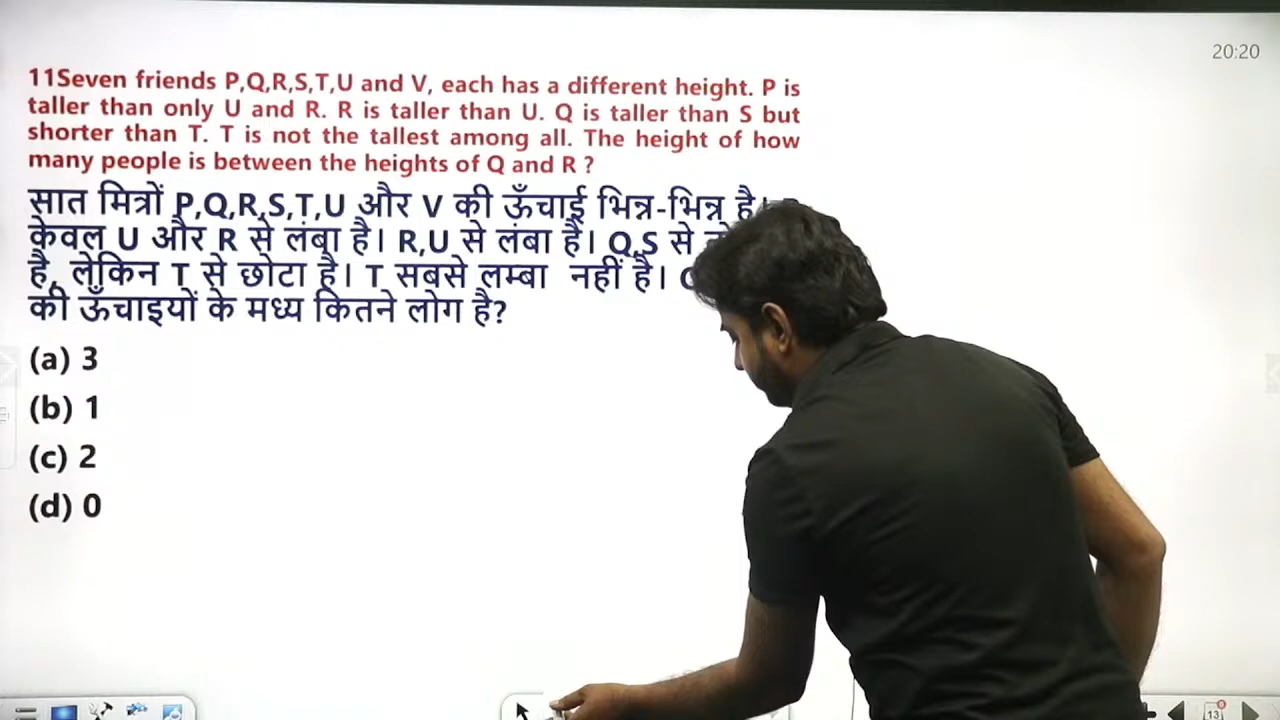 20:20
11Seven friends P,Q,R,S,T,U and V, each has a different height. P is
taller than only U and R. R is taller than U. Q is taller than S but
shorter than T. T is not the tallest among all. The height of how
many people is between the heights of Q and R ?
सात मित्रों P,Q,R,S,T,U और V की ऊँचाई भिन्न-भिन्न है।
केवल U और R से लंबा है। R,U से लंबा है। Q,S से
है, लेकिन T से छोटा है। T सबसे लम्बा नहीं है।
की ऊँचाइयों के मध्य कितने लोग है?
(a) 3
(b) 1
(c) 2
(d) 0
13